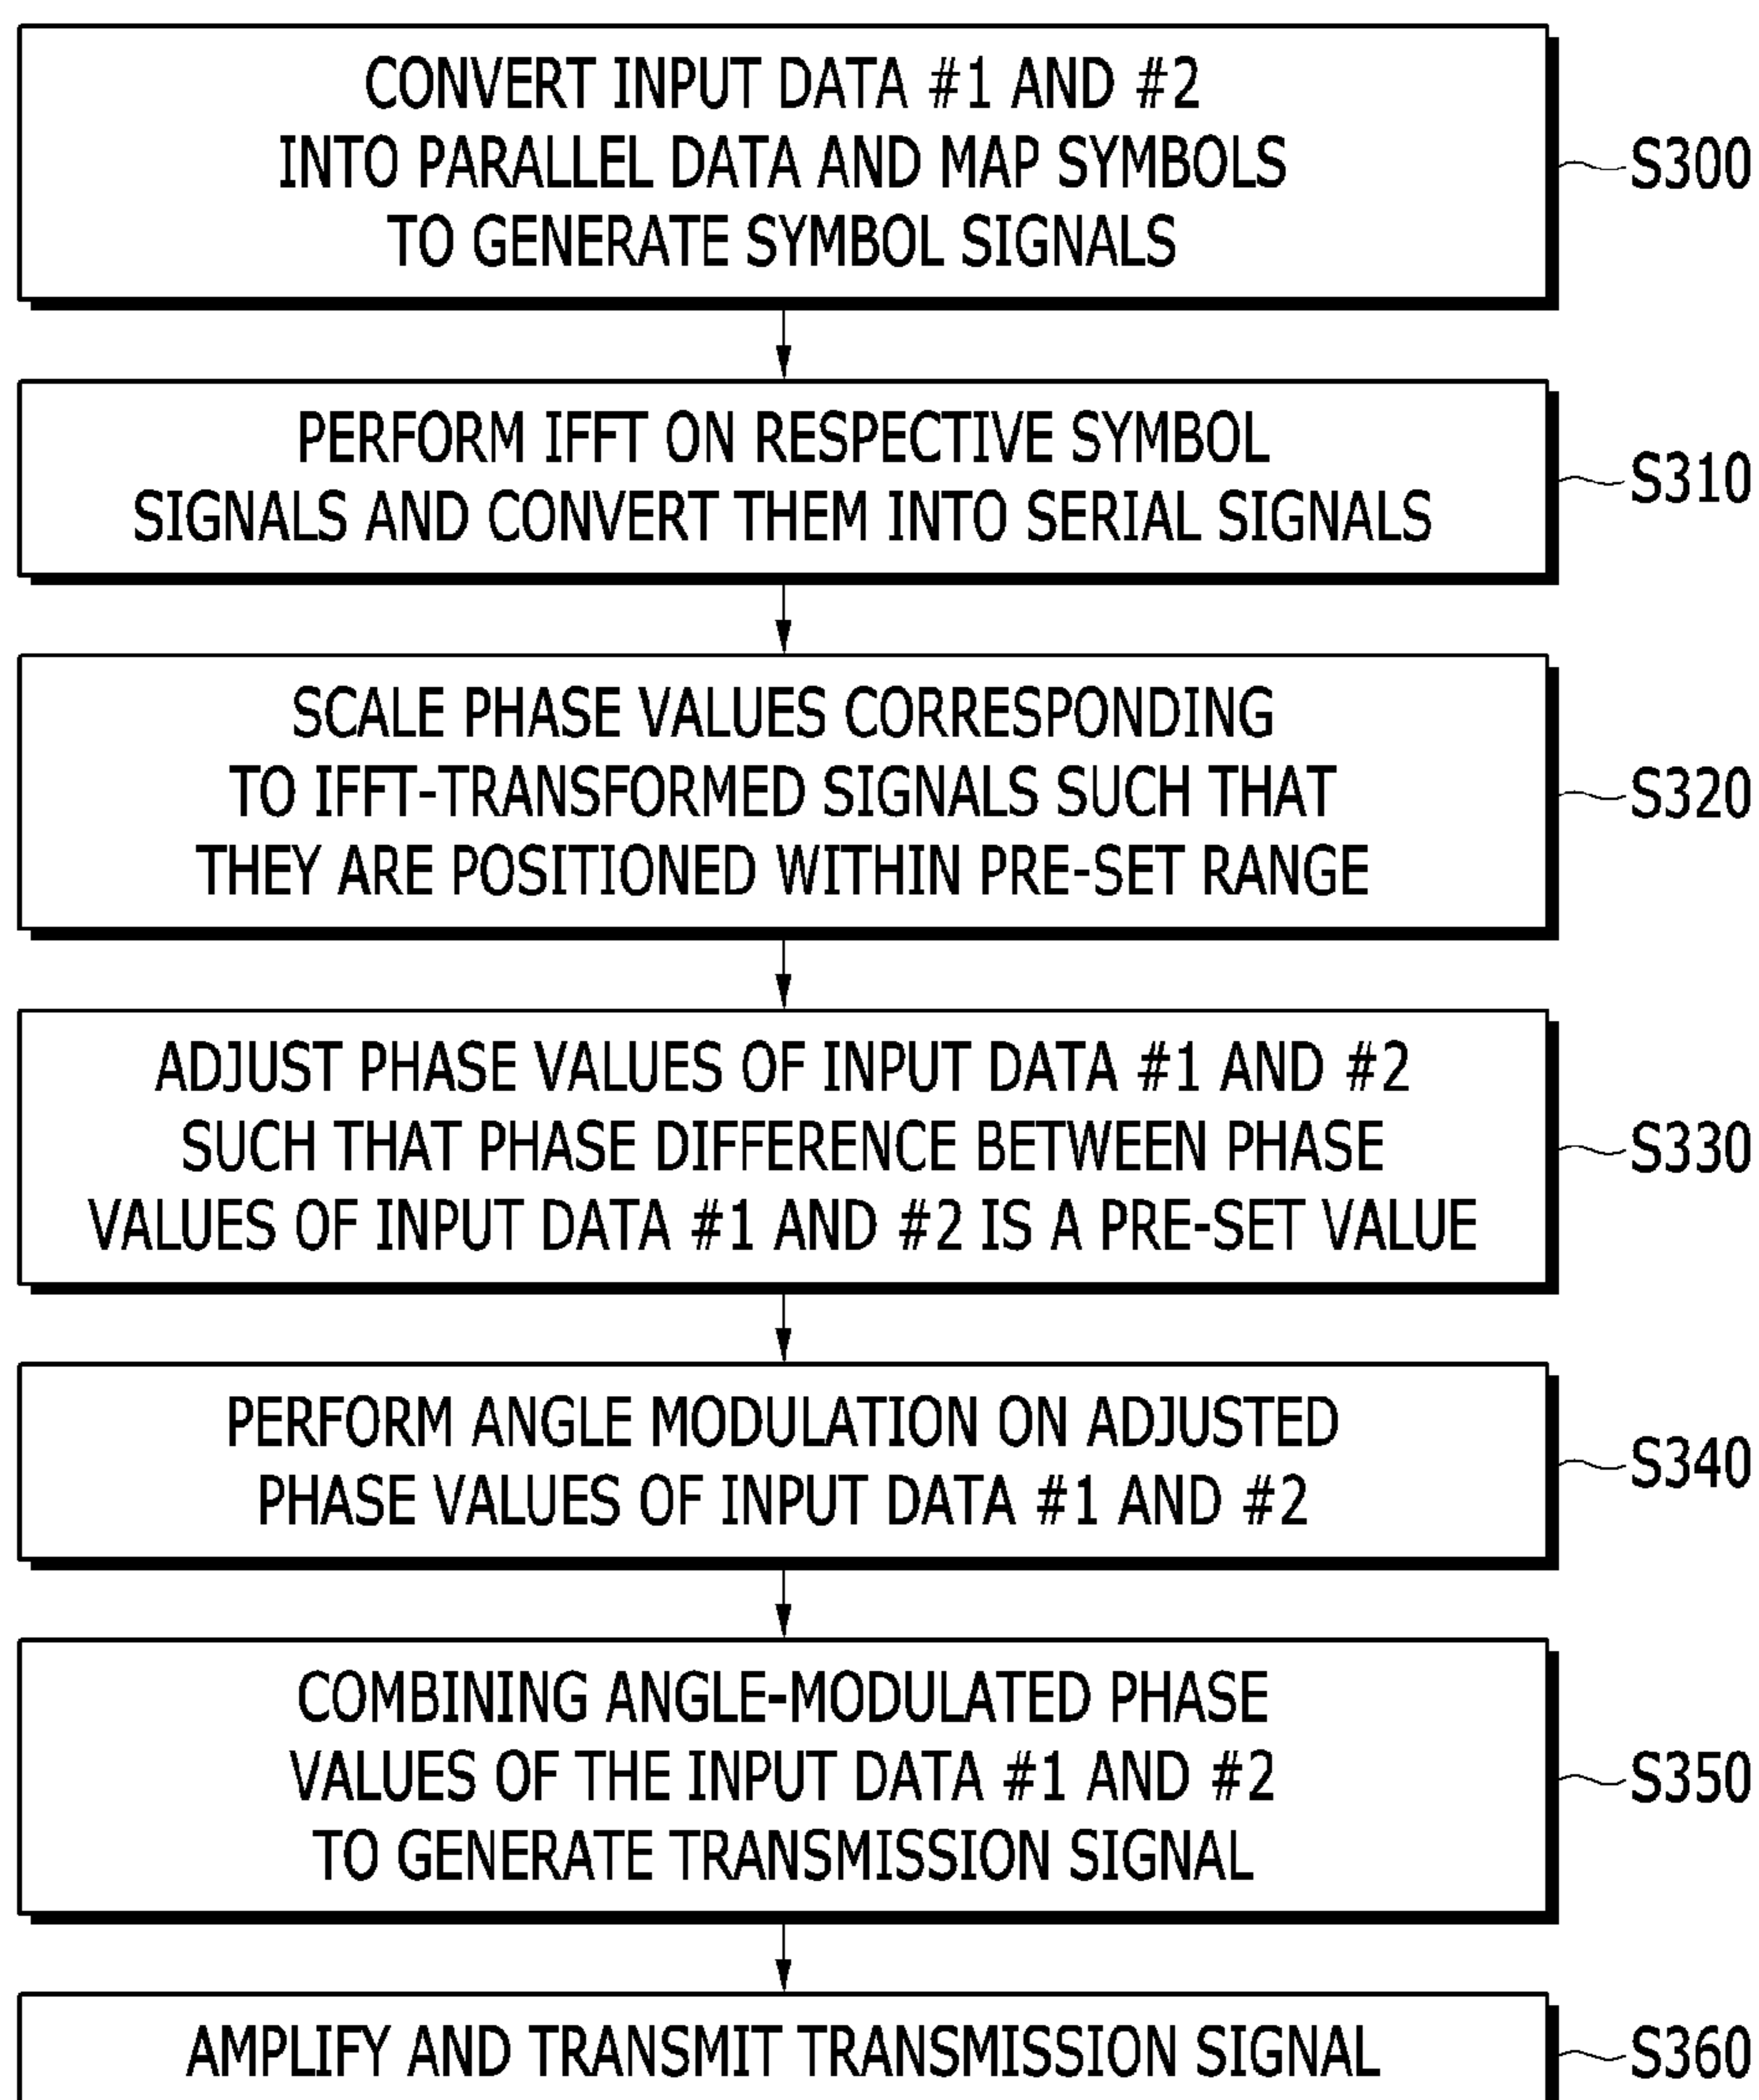 CONVERT INPUT DATA #1 AND #2
INTO PARALLEL DATA AND MAP SYMBOLS
TO GENERATE SYMBOL SIGNALS
S300
PERFORM IFFT ON RESPECTIVE SYMBOL
SIGNALS AND CONVERT THEM INTO SERIAL SIGNALS
S310
SCALE PHASE VALUES CORRESPONDING
TO IFFT-TRANSFORMED SIGNALS SUCH THAT
THEY ARE POSITIONED WITHIN PRE-SET RANGE
S320
ADJUST PHASE VALUES OF INPUT DATA #1 AND #2
SUCH THAT PHASE DIFFERENCE BETWEEN PHASE
VALUES OF INPUT DATA #1 AND #2 IS A PRE-SET VALUE
S330
PERFORM ANGLE MODULATION ON ADJUSTED
PHASE VALUES OF INPUT DATA #1 AND #2
S340
COMBINING ANGLE-MODULATED PHASE
VALUES OF THE INPUT DATA #1 AND #2
TO GENERATE TRANSMISSION SIGNAL
S350
AMPLIFY AND TRANSMIT TRANSMISSION SIGNAL
S360